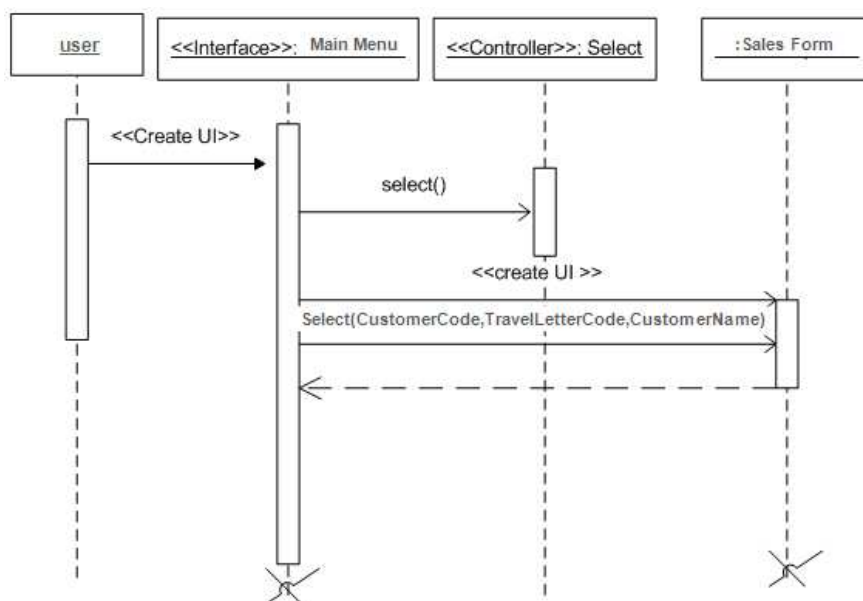 user
<<Interface>>: Main Menu
<<Controller>>: Select
:Sales Form
<<Create UI>>
select()
<<create UI >>
Select(CustomerCode,TravelLetterCode,CustomerName)